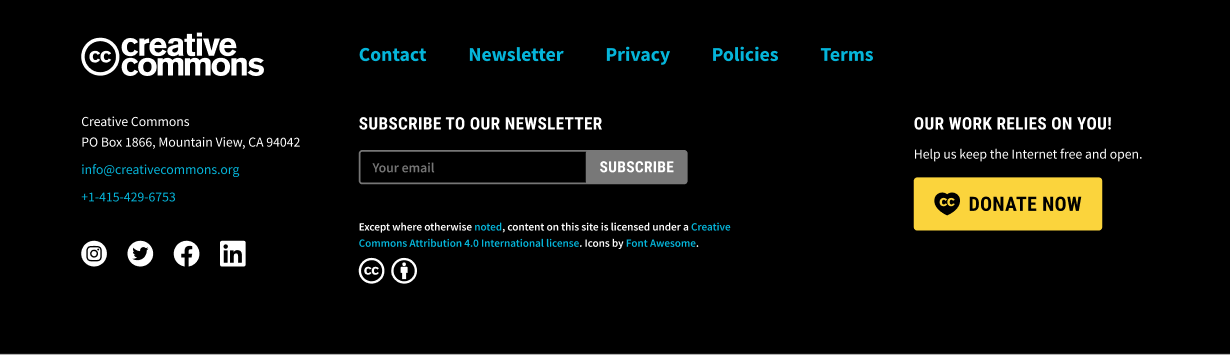 cc creative
commons
Contact Newsletter Privacy Policies Terms
Creative Commons
PO Box 1866, Mountain View, CA 94042
info@creativecommons.org
+1-415-429-6753
SUBSCRIBE TO OUR NEWSLETTER
Your email SUBSCRIBE
Except where otherwise noted, content on this site is licensed under a Creative
Commons Attribution 4.0 International license. Icons by Font Awesome.
cc
OUR WORK RELIES ON YOU!
Help us keep the Internet free and open.
cc DONATE NOW